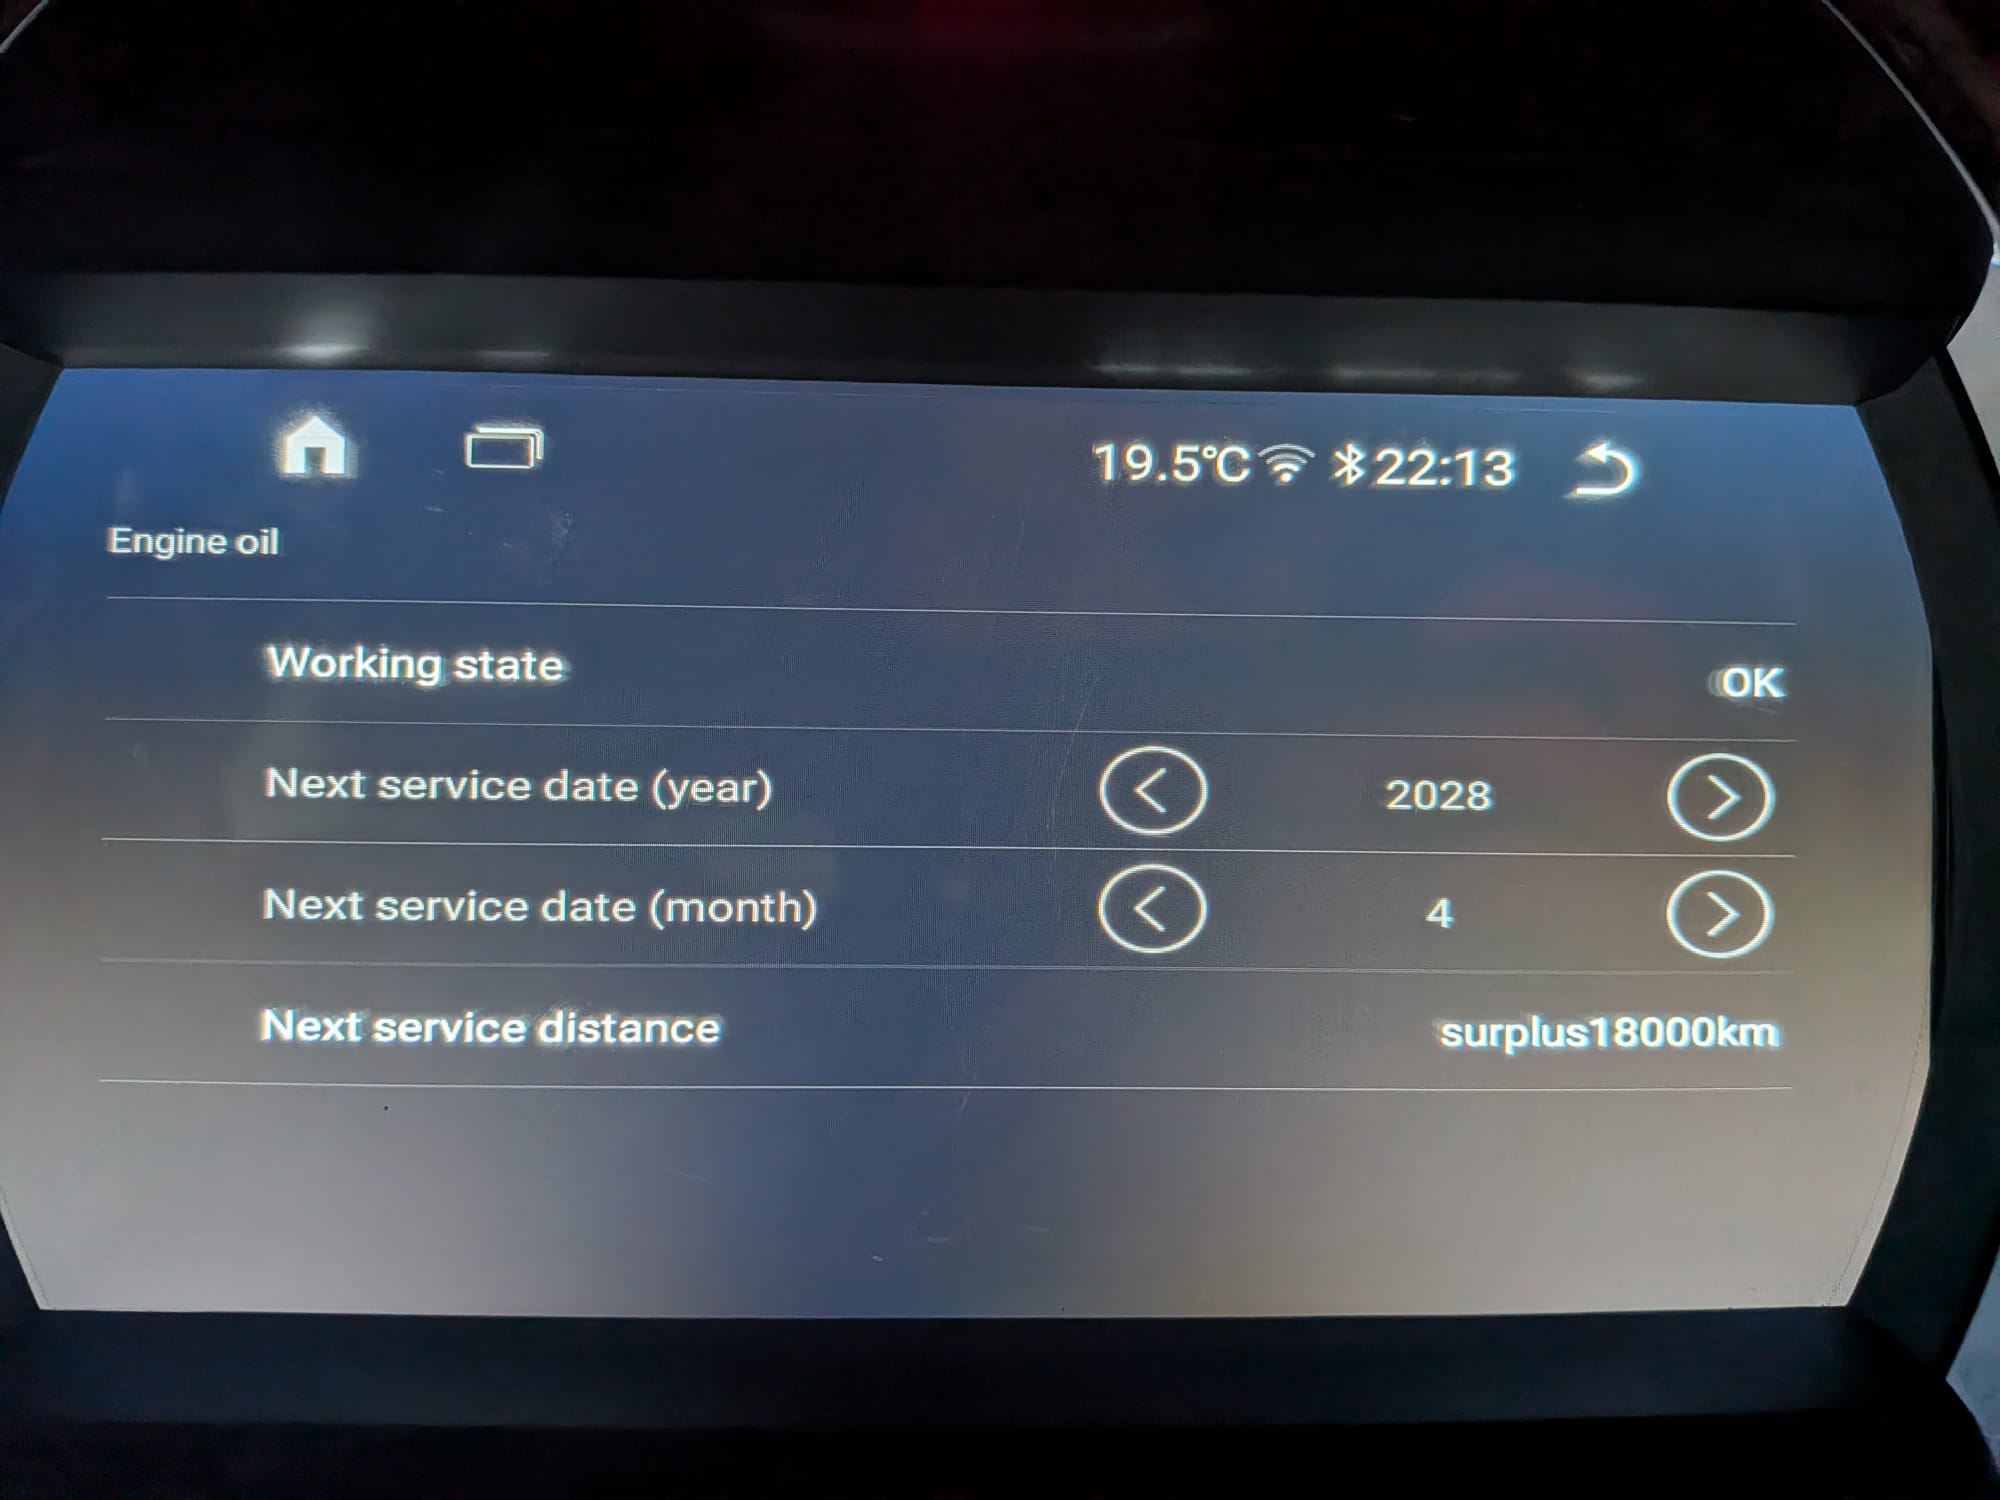 19.5°C 22:13
Engine oil
Working state OK
Next service date (year) 2028
Next service date (month) 4
Next service distance surplus18000km